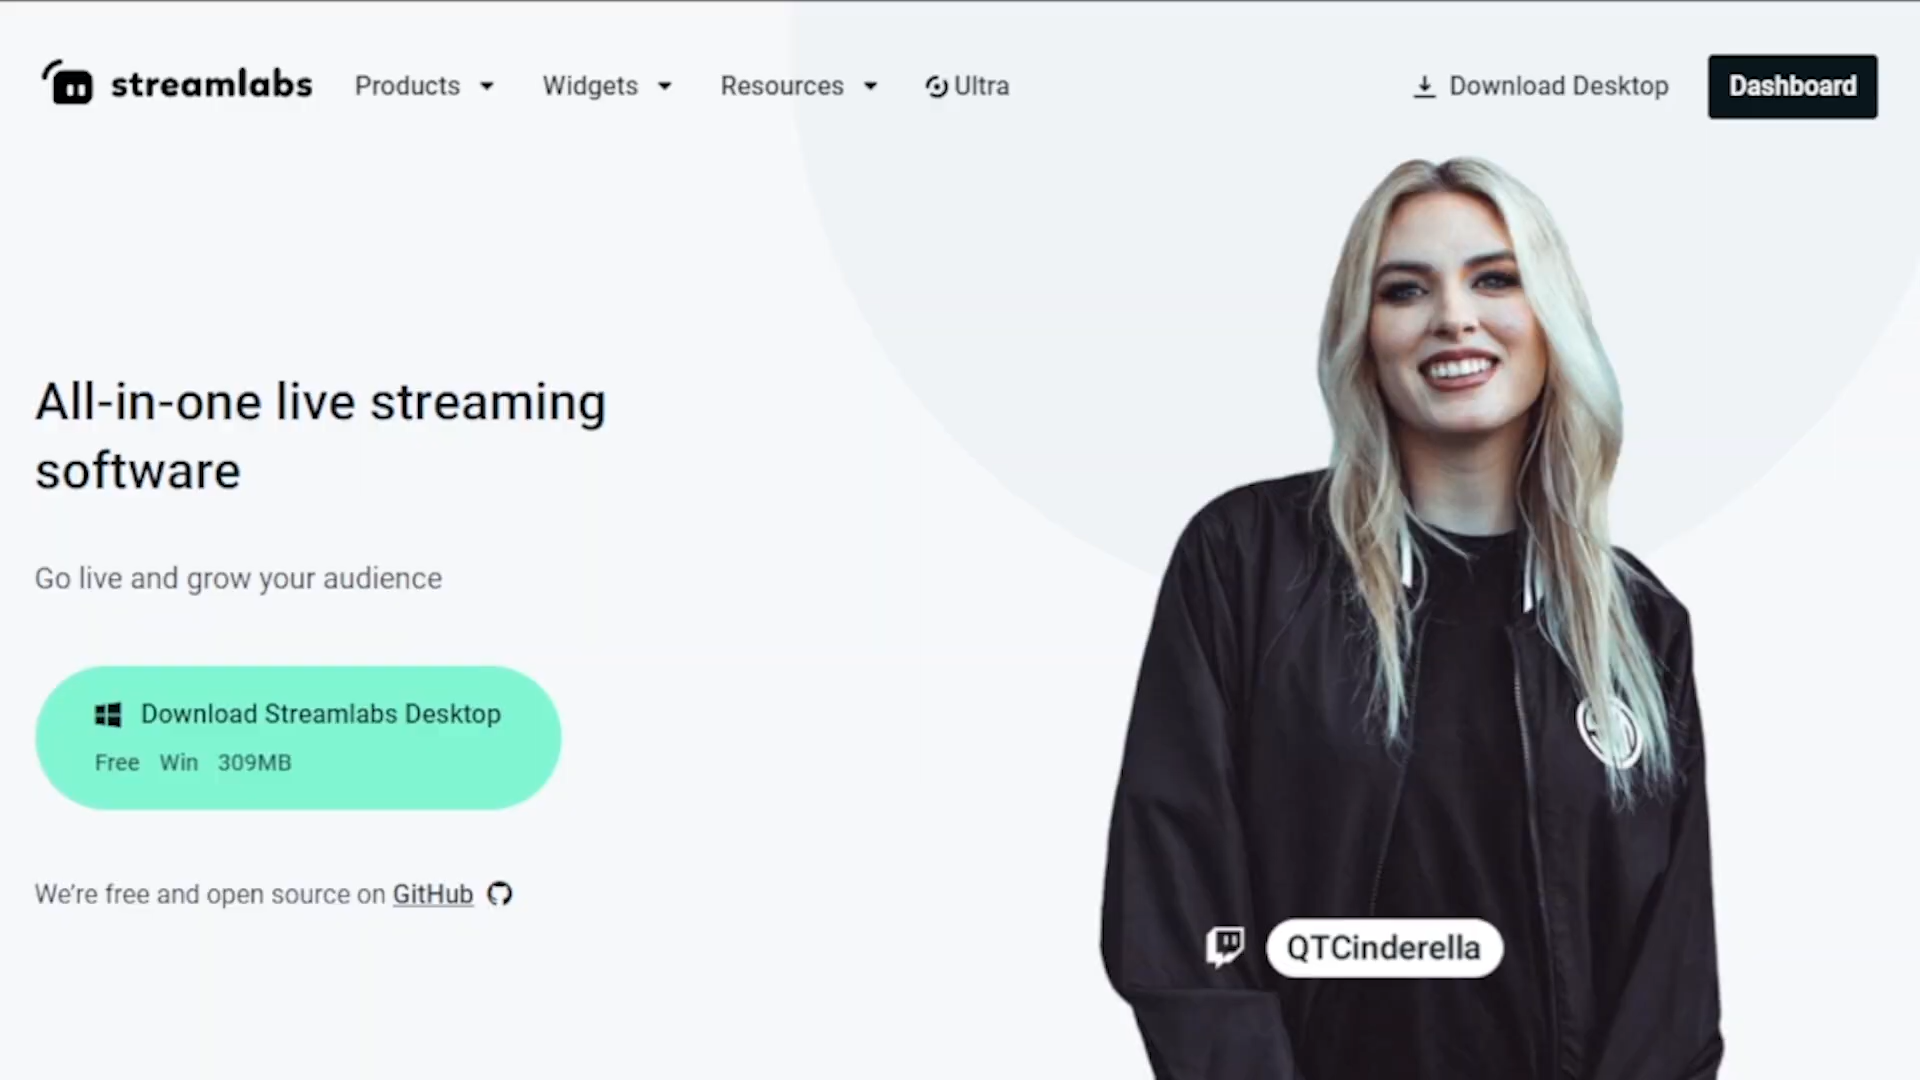 streamlabs Products Widgets Resources Ultra Download Desktop Dashboard
All-in-one live streaming
software
Go live and grow your audience
Download Streamlabs Desktop
Free Win 309MB
We’re free and open source on GitHub
QTCinderella